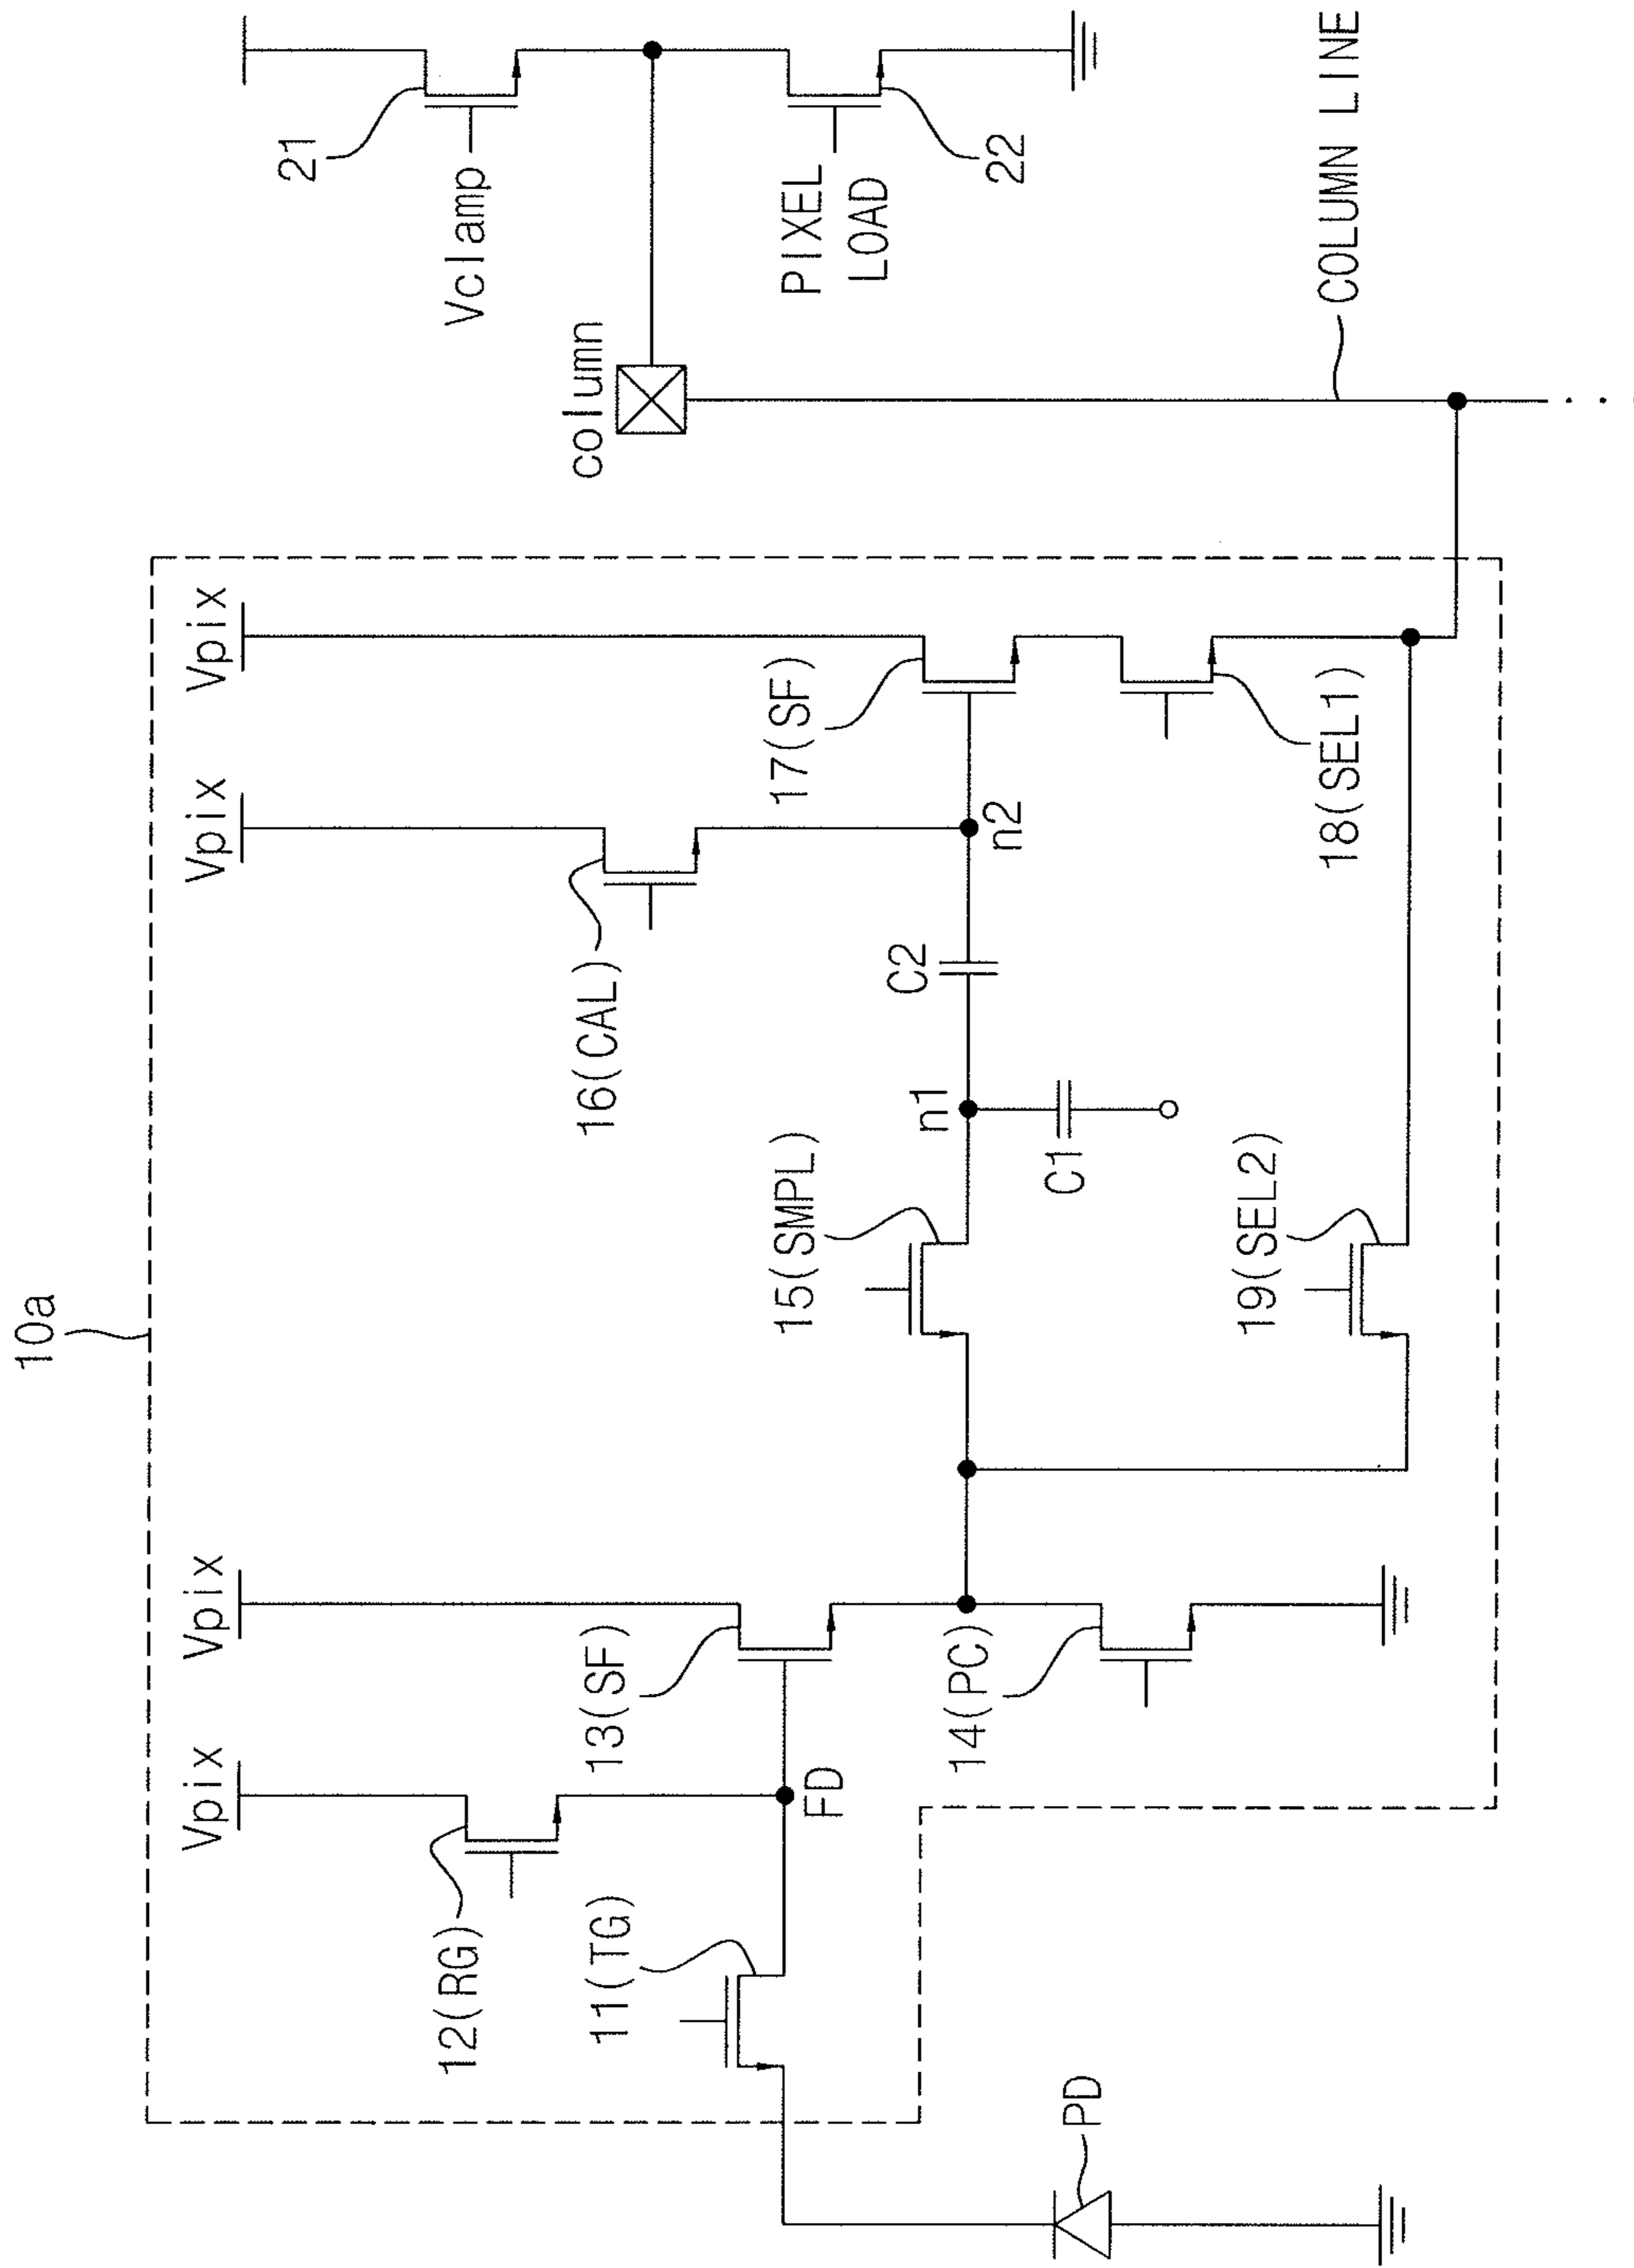 10a
Vpix
Vpix
Vpix
Vpix
12(RG)
11(TG)
FD
13(SF)
14(PC)
15(SMPL)
n1
C1
C2
16(CAL)
n2
17(SF)
18(SEL1)
19(SEL2)
PD
column
Vclamp
21
PIXEL
LOAD
22
COLUMN LINE